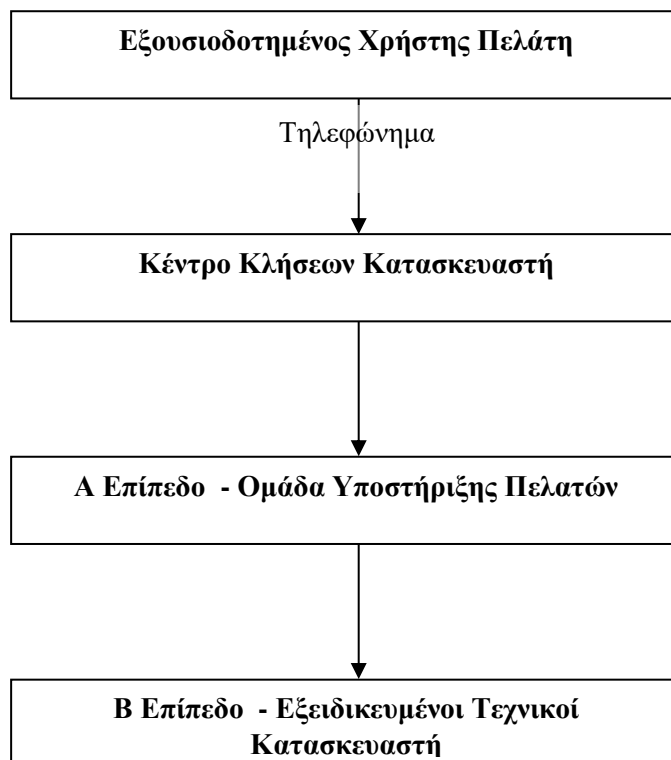 Εξουσιοδοτημένος Χρήστης Πελάτη
Τηλεφώνημα
Κέντρο Κλήσεων Κατασκευαστή
Α Επίπεδο - Ομάδα Υποστήριξης Πελατών
Β Επίπεδο - Εξειδικευμένοι Τεχνικοί
Κατασκευαστή